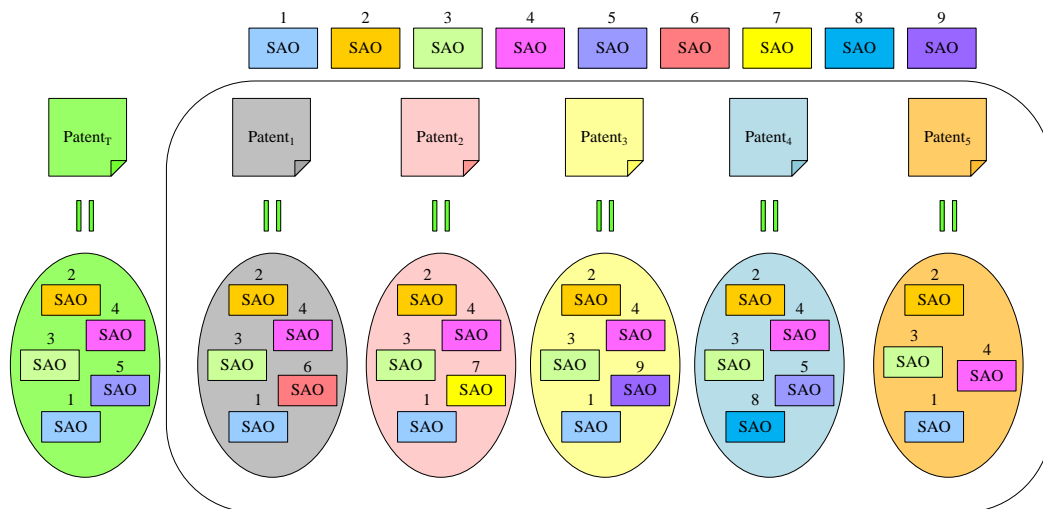 1 2 3 4 5 6 7 8 9
SAO SAO SAO SAO SAO SAO SAO SAO SAO
PatentT Patent1 Patent2 Patent3 Patent4 Patent5
2 2 2 2 2 2
SAO SAO SAO SAO SAO SAO
4 4 4 4 4
SAO SAO SAO SAO SAO
3 3 3 3 3 3
SAO SAO SAO SAO SAO SAO
4
SAO
5 6 7 9 5
SAO SAO SAO SAO SAO
1 1 1 1 8 1
SAO SAO SAO SAO SAO SAO